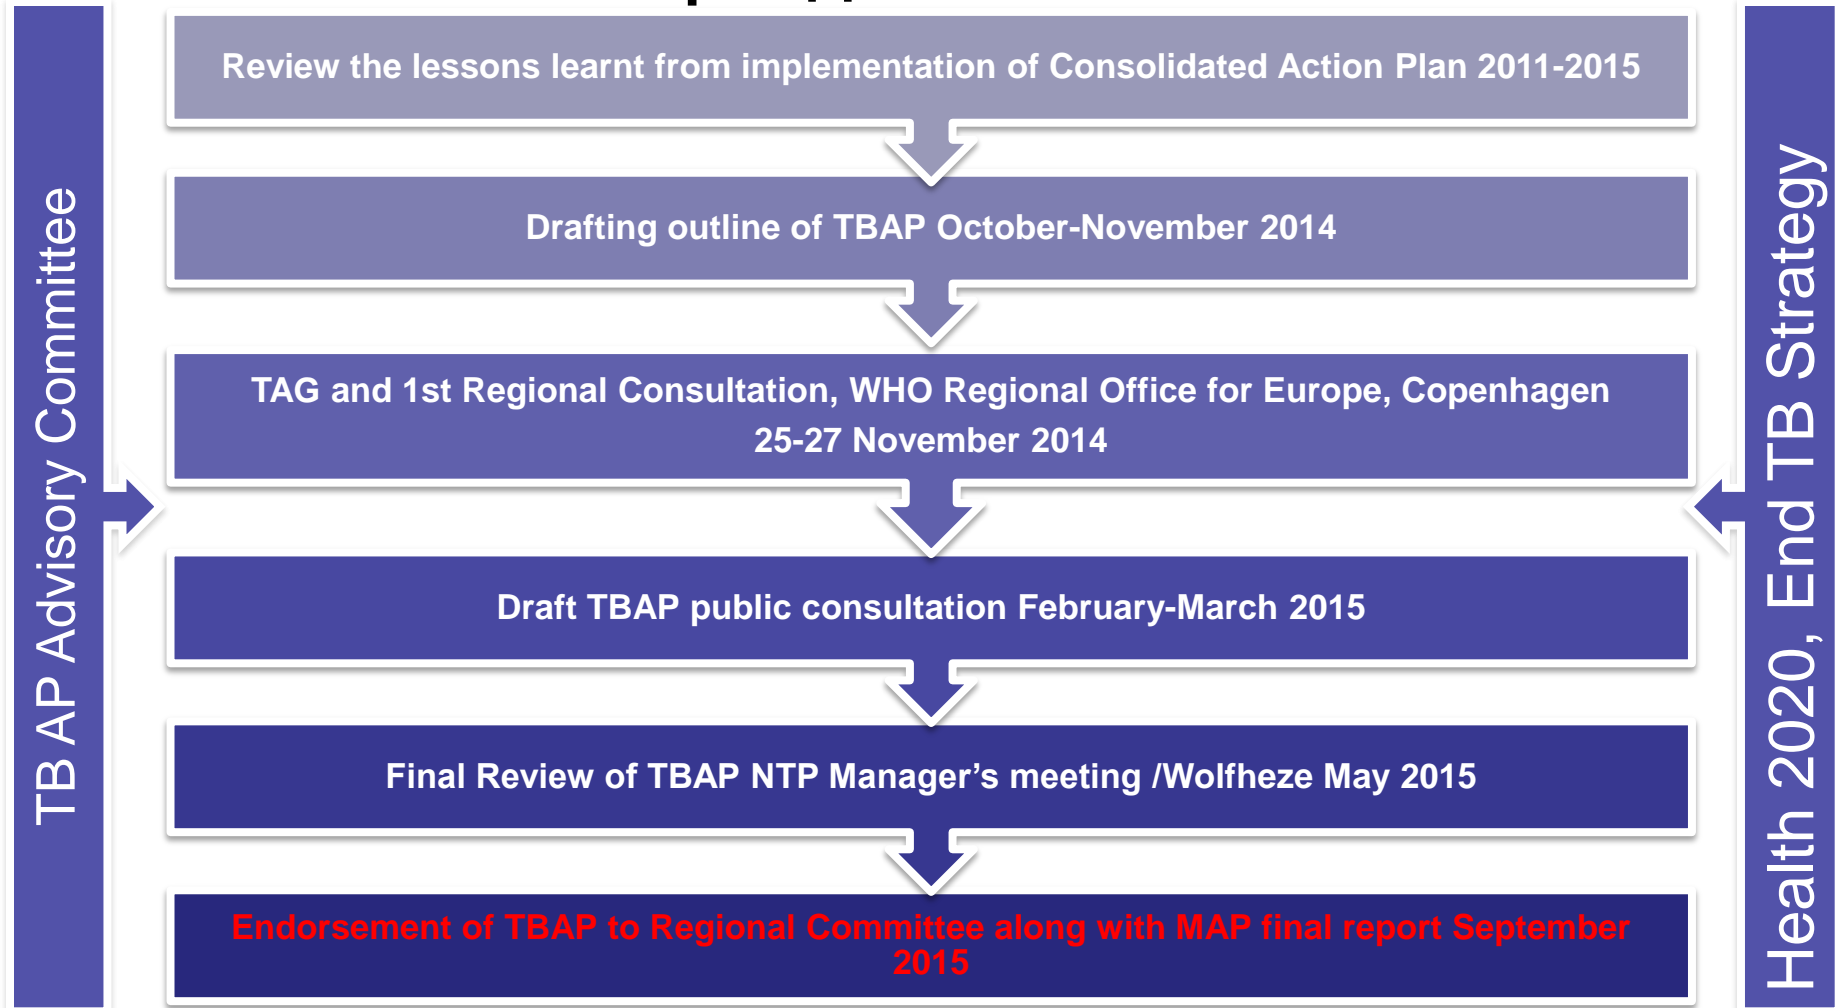 TB AP Advisory Committee
Review the lessons learnt from implementation of Consolidated Action Plan 2011-2015
Drafting outline of TBAP October-November 2014
TAG and 1st Regional Consultation, WHO Regional Office for Europe, Copenhagen
25-27 November 2014
Draft TBAP public consultation February-March 2015
Final Review of TBAP NTP Manager’s meeting /Wolfheze May 2015
Endorsement of TBAP to Regional Committee along with MAP final report September
2015
Health 2020, End TB Strategy